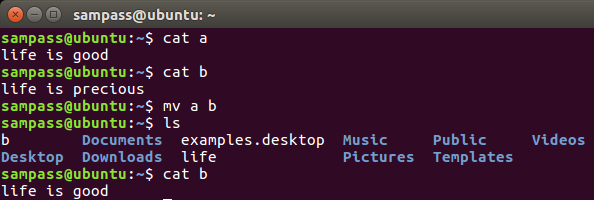 sampass@ubuntu: ~
sampass@ubuntu:~$ cat a
life is good
sampass@ubuntu:~$ cat b
life is precious
sampass@ubuntu:~$ mv a b
sampass@ubuntu:~$ ls
b        Documents  examples.desktop  Music     Public     Videos
Desktop  Downloads  life              Pictures  Templates
sampass@ubuntu:~$ cat b
life is good